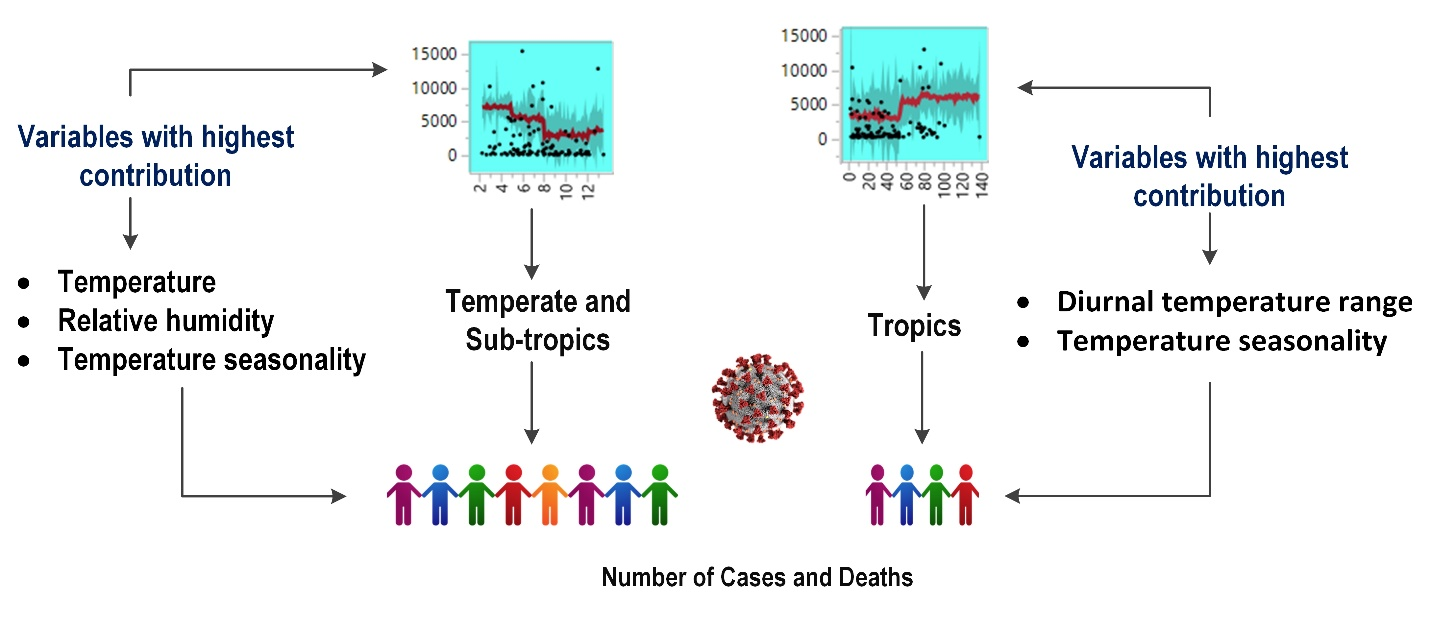 15000
10000
5000
0
2
4
6
8
10
12
15000
10000
5000
0
0
20
40
60
80
100
120
140
Variables with highest
contribution
• Temperature
• Relative humidity
• Temperature seasonality
Temperate and
Sub-tropics
Tropics
Variables with highest
contribution
• Diurnal temperature range
• Temperature seasonality
Number of Cases and Deaths